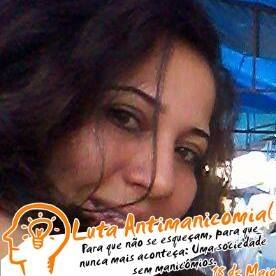 Luta Antimanicomial
Para que não se esqueçam, para que
nunca mais aconteça: Uma sociedade
sem manicômios.
18 de Maio